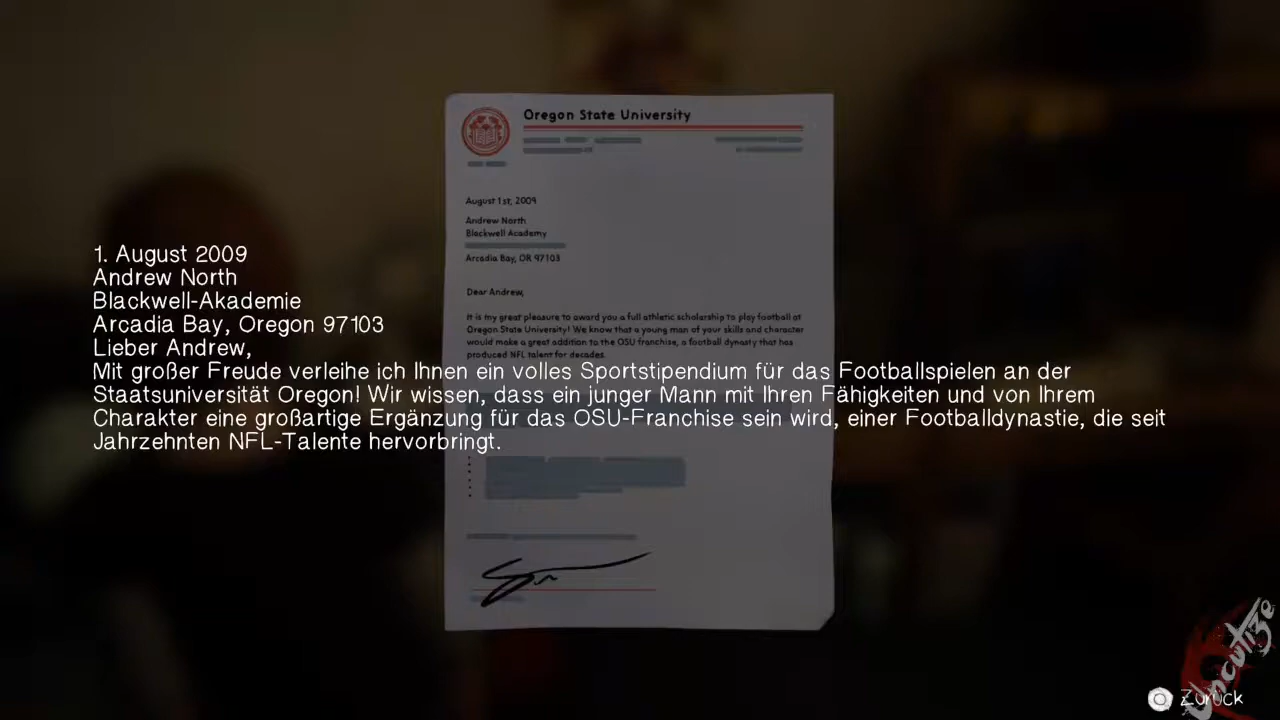 Oregon State University
August 1st, 2009
Andrew North
Blackwell Academy
Arcadia Bay, OR 97103
Dear Andrew,
It is my great pleasure to award you a full athletic scholarship to play football at
Oregon State University! We know that a young man of your skills and character
would make a great addition to the OSU franchise, a football dynasty that has
produced NFL talent for decades.
1. August 2009
Andrew North
Blackwell-Akademie
Arcadia Bay, Oregon 97103
Lieber Andrew,
Mit großer Freude verleihe ich Ihnen ein volles Sportstipendium für das Footballspielen an der
Staatsuniversität Oregon! Wir wissen, dass ein junger Mann mit Ihren Fähigkeiten und von Ihrem
Charakter eine großartige Ergänzung für das OSU-Franchise sein wird, einer Footballdynastie, die seit
Jahrzehnten NFL-Talente hervorbringt.
Zurück